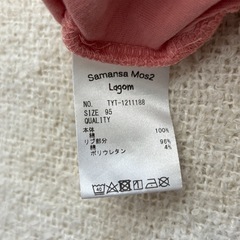 Samansa Mos2
Lagom
NO. TYT-1211188
SIZE 95
QUALITY
本体
綿 100%
リブ部分
綿 96%
ポリウレタン 4%